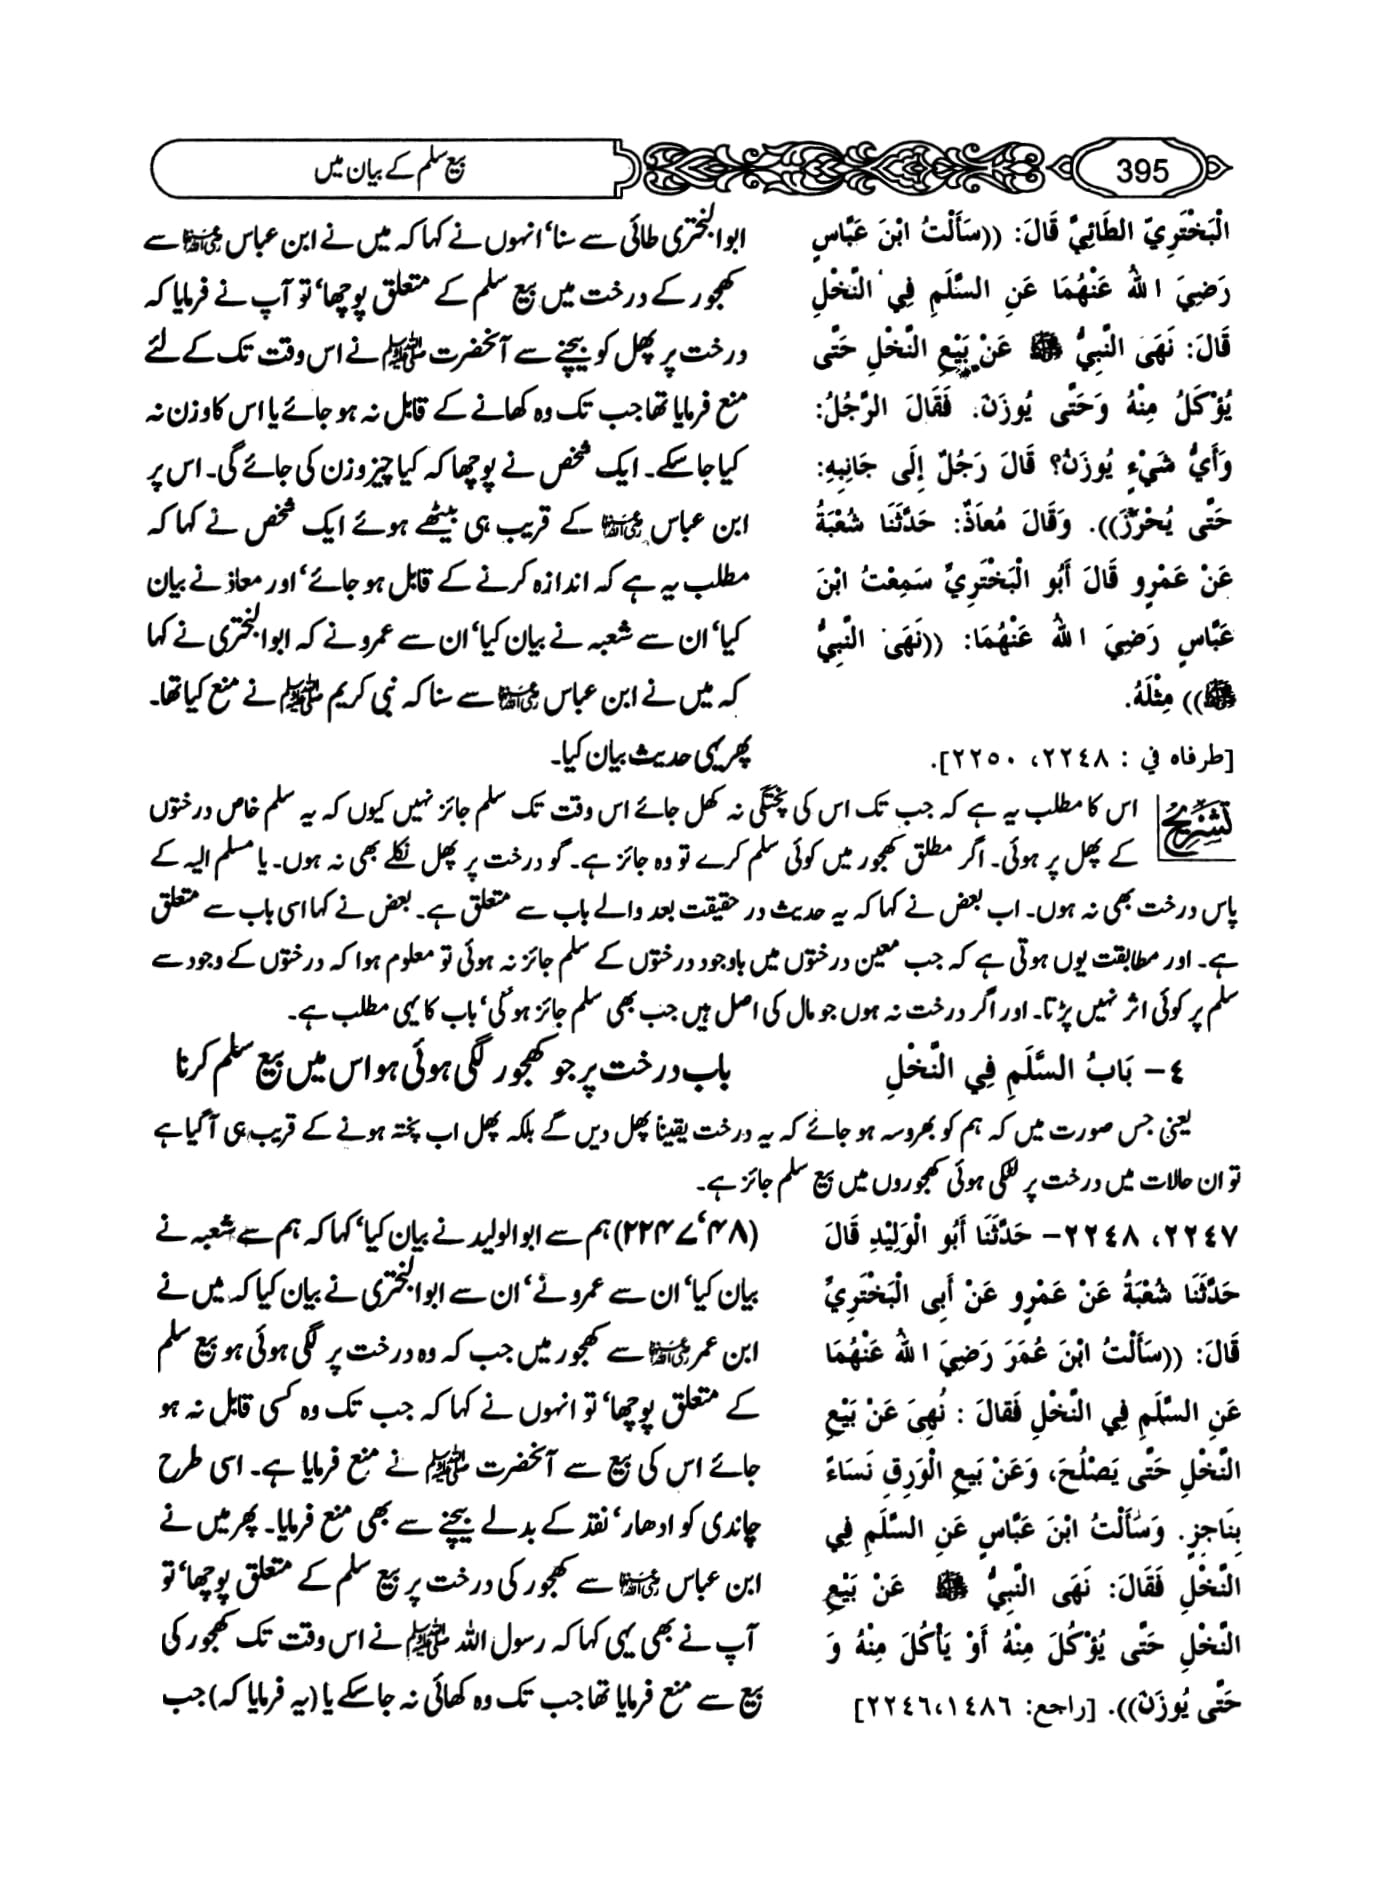 395
بیع سلم کے بیان میں
الْبَخْتَرِيِّ الطَّائِيَّ قَالَ: ((سَأَلْتُ ابْنَ عَبَّاسٍ
رَضِيَ اللهُ عَنْهُمَا عَنِ السَّلَمِ فِي النَّخْلِ
قَالَ: نَهَى النَّبِيُّ ﷺ عَنْ بَيْعِ النَّخْلِ حَتَّى
يُؤْكَلَ مِنْهُ وَحَتَّى يُوزَنَ. فَقَالَ الرَّجُلُ:
وَأَيُّ شَيْءٍ يُوزَنُ؟ قَالَ رَجُلٌ إِلَى جَانِبِهِ:
حَتَّى يُحْرَزَ)). وَقَالَ مُعَاذٌ: حَدَّثَنَا شُعْبَةُ
عَنْ عَمْرٍو قَالَ أَبُو الْبَخْتَرِيِّ سَمِعْتُ ابْنَ
عَبَّاسٍ رَضِيَ اللهُ عَنْهُمَا: ((نَهَى النَّبِيُّ
ﷺ)) مِثْلَهُ.
[طرفاه في : ٢٢٤٨، ٢٢٥٠].
ابوالبختری طائی سے سنا‘ انہوں نے کہا کہ میں نے ابن عباس رضی اللہ عنہما سے
کھجور کے درخت میں بیع سلم کے متعلق پوچھا‘ تو آپ نے فرمایا کہ
درخت پر پھل کو بیچنے سے آنحضرت ﷺ نے اس وقت تک کے لئے
منع فرمایا تھا جب تک وہ کھانے کے قابل نہ ہو جائے یا اس کا وزن نہ
کیا جا سکے۔ ایک شخص نے پوچھا کہ کیا چیز وزن کی جائے گی۔ اس پر
ابن عباس رضی اللہ عنہما کے قریب ہی بیٹھے ہوئے ایک شخص نے کہا کہ
مطلب یہ ہے کہ اندازہ کرنے کے قابل ہو جائے‘ اور معاذ نے بیان
کیا‘ ان سے شعبہ نے بیان کیا‘ ان سے عمرو نے کہ ابوالبختری نے کہا
کہ میں نے ابن عباس رضی اللہ عنہما سے سنا کہ نبی کریم ﷺ نے منع کیا تھا۔
پھر یہی حدیث بیان کیا۔
تشریح اس کا مطلب یہ ہے کہ جب تک اس کی پختگی نہ کھل جائے اس وقت تک سلم جائز نہیں کیوں کہ یہ سلم خاص درختوں
کے پھل پر ہوئی۔ اگر مطلق کھجور میں کوئی سلم کرے تو وہ جائز ہے۔ گو درخت پر پھل نکلے بھی نہ ہوں۔ یا مسلم الیہ کے
پاس درخت بھی نہ ہوں۔ اب بعض نے کہا کہ یہ حدیث در حقیقت بعد والے باب سے متعلق ہے۔ بعض نے کہا اسی باب سے متعلق
ہے۔ اور مطابقت یوں ہوتی ہے کہ جب معین درختوں میں باوجود درختوں کے سلم جائز نہ ہوئی تو معلوم ہوا کہ درختوں کے وجود سے
سلم پر کوئی اثر نہیں پڑتا۔ اور اگر درخت نہ ہوں جو مال کی اصل ہیں جب بھی سلم جائز ہو گی‘ باب کا یہی مطلب ہے۔
٤- بَابُ السَّلَمِ فِي النَّخْلِ
باب درخت پر جو کھجور لگی ہوئی ہو اس میں بیع سلم کرنا
یعنی جس صورت میں کہ ہم کو بھروسہ ہو جائے کہ یہ درخت یقیناً پھل دیں گے بلکہ پھل اب پختہ ہونے کے قریب ہی آ گیا ہے
تو ان حالات میں درخت پر لٹکی ہوئی کھجوروں میں بیع سلم جائز ہے۔
٢٢٤٧، ٢٢٤٨- حَدَّثَنَا أَبُو الْوَلِيْدِ قَالَ
حَدَّثَنَا شُعْبَةُ عَنْ عَمْرٍو عَنْ أَبِي الْبَخْتَرِيِّ
قَالَ: ((سَأَلْتُ ابْنَ عُمَرَ رَضِيَ اللهُ عَنْهُمَا
عَنِ السَّلَمِ فِي النَّخْلِ فَقَالَ : نُهِيَ عَنْ بَيْعِ
النَّخْلِ حَتَّى يَصْلُحَ، وَعَنْ بَيعِ الْوَرِقِ نَسَاءً
بِنَاجِزٍ. وَسَأَلْتُ ابْنَ عَبَّاسٍ عَنِ السَّلَمِ فِي
النَّخْلِ فَقَالَ: نَهَى النَّبِيُّ ﷺ عَنْ بَيْعِ
النَّخْلِ حَتَّى يُؤْكَلَ مِنْهُ أَوْ يَأْكُلَ مِنْهُ وَ
حَتَّى يُوزَنَ)). [راجع: ١٤٨٦،٢٢٤٦]
(۲۲۴۷‘۴۸) ہم سے ابوالولید نے بیان کیا‘ کہا کہ ہم سے شعبہ نے
بیان کیا‘ ان سے عمرو نے‘ ان سے ابوالبختری نے بیان کیا کہ میں نے
ابن عمر رضی اللہ عنہما سے کھجور میں جب کہ وہ درخت پر لگی ہوئی ہو بیع سلم
کے متعلق پوچھا‘ تو انہوں نے کہا کہ جب تک وہ کسی قابل نہ ہو
جائے اس کی بیع سے آنحضرت ﷺ نے منع فرمایا ہے۔ اسی طرح
چاندی کو ادھار‘ نقد کے بدلے بیچنے سے بھی منع فرمایا۔ پھر میں نے
ابن عباس رضی اللہ عنہما سے کھجور کی درخت پر بیع سلم کے متعلق پوچھا‘ تو
آپ نے بھی یہی کہا کہ رسول اللہ ﷺ نے اس وقت تک کھجور کی
بیع سے منع فرمایا تھا جب تک وہ کھائی نہ جا سکے یا (یہ فرمایا کہ) جب